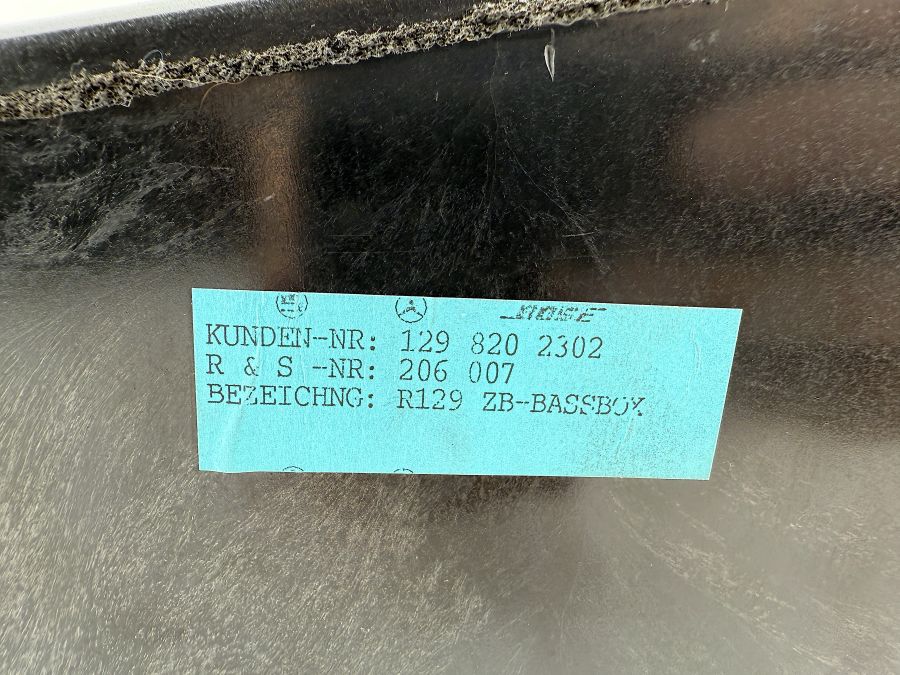 BOSE
KUNDEN-NR: 129 820 2302
R & S -NR: 206 007
BEZEICHNG: R129 ZB-BASSBOX